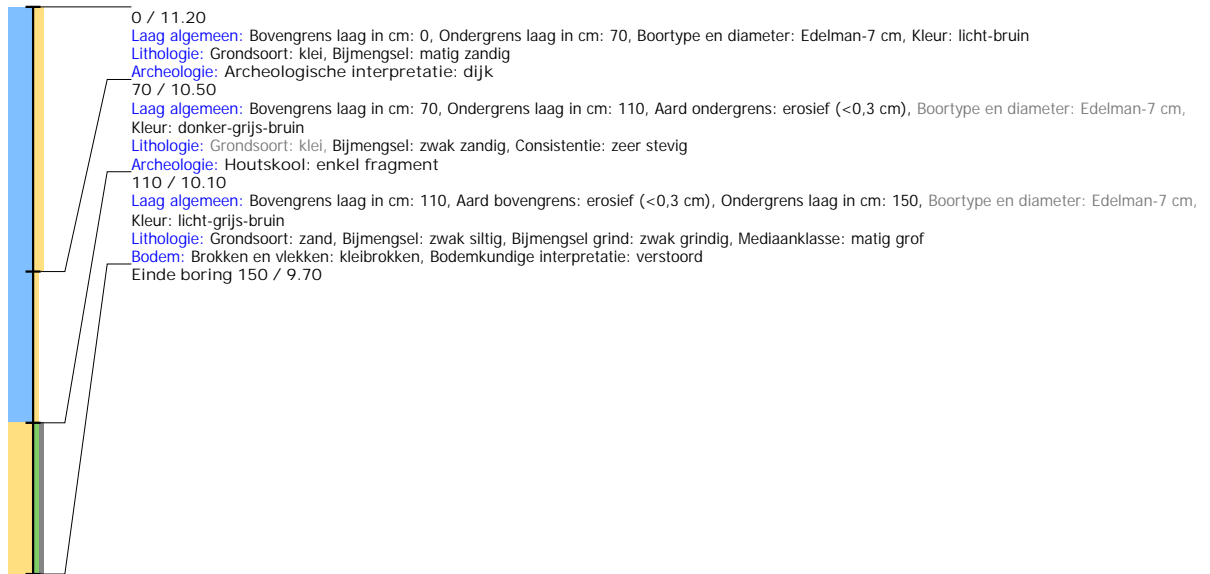 0 / 11.20
Laag algemeen: Bovengrens laag in cm: 0, Ondergrens laag in cm: 70, Boortype en diameter: Edelman-7 cm, Kleur: licht-bruin
Lithologie: Grondsoort: klei, Bijmengsel: matig zandig
Archeologie: Archeologische interpretatie: dijk
70 / 10.50
Laag algemeen: Bovengrens laag in cm: 70, Ondergrens laag in cm: 110, Aard ondergrens: erosief (<0,3 cm), Boortype en diameter: Edelman-7 cm,
Kleur: donker-grijs-bruin
Lithologie: Grondsoort: klei, Bijmengsel: zwak zandig, Consistentie: zeer stevig
Archeologie: Houtskool: enkel fragment
110 / 10.10
Laag algemeen: Bovengrens laag in cm: 110, Aard bovengrens: erosief (<0,3 cm), Ondergrens laag in cm: 150, Boortype en diameter: Edelman-7 cm,
Kleur: licht-grijs-bruin
Lithologie: Grondsoort: zand, Bijmengsel: zwak siltig, Bijmengsel grind: zwak grindig, Mediaanklasse: matig grof
Bodem: Brokken en vlekken: kleibrokken, Bodemkundige interpretatie: verstoord
Einde boring 150 / 9.70